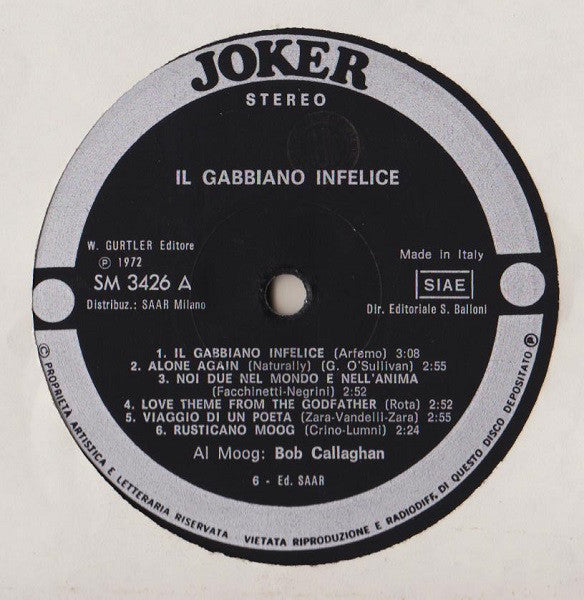 JOKER
STEREO
IL GABBIANO INFELICE
W. GURTLER Editore
Ⓟ 1972
SM 3426 A
Distribuz.: SAAR Milano
Made in Italy
SIAE
Dir. Editoriale S. Balloni
1. IL GABBIANO INFELICE (Arfemo) 3:08
2. ALONE AGAIN (Naturally) (G. O'Sullivan) 2:55
3. NOI DUE NEL MONDO E NELL'ANIMA
(Facchinetti-Negrini) 2:52
4. LOVE THEME FROM THE GODFATHER (Rota) 2:52
5. VIAGGIO DI UN POETA (Zara-Vandelli-Zara) 2:55
6. RUSTICANO MOOG (Crino-Lumni) 2:24
Al Moog: Bob Callaghan
6 - Ed. SAAR
© PROPRIETA ARTISTICA E LETTERARIA RISERVATA VIETATA RIPRODUZIONE E RADIODIFF. DI QUESTO DISCO DEPOSITATO Ⓟ